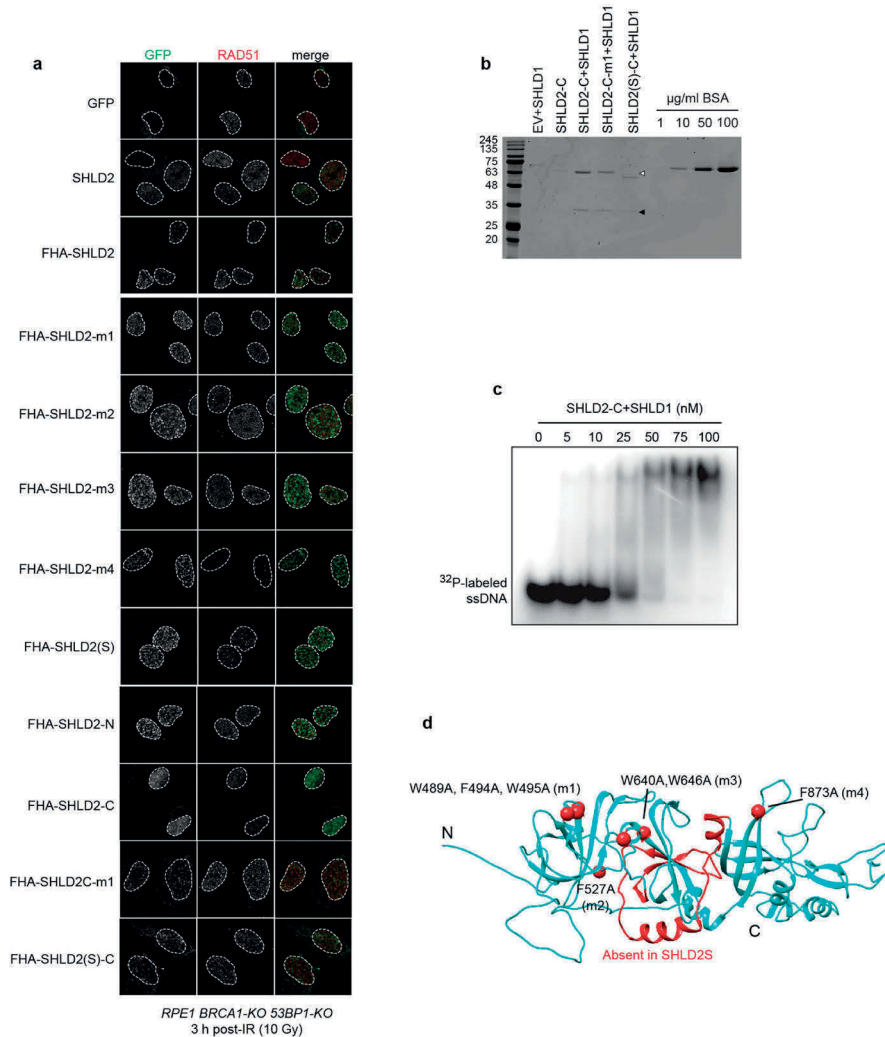 a
GFP RAD51 merge
GFP
SHLD2
FHA-SHLD2
FHA-SHLD2-m1
FHA-SHLD2-m2
FHA-SHLD2-m3
FHA-SHLD2-m4
FHA-SHLD2(S)
FHA-SHLD2-N
FHA-SHLD2-C
FHA-SHLD2C-m1
FHA-SHLD2(S)-C
RPE1 BRCA1-KO 53BP1-KO
3 h post-IR (10 Gy)
b
EV+SHLD1
SHLD2-C
SHLD2-C+SHLD1
SHLD2-C-m1+SHLD1
SHLD2(S)-C+SHLD1
µg/ml BSA
1 10 50 100
245
135
75
63
48
35
25
20
c
SHLD2-C+SHLD1 (nM)
0 5 10 25 50 75 100
32P-labeled
ssDNA
d
W640A,W646A (m3)
W489A, F494A, W495A (m1)
F873A (m4)
N
F527A
(m2)
C
Absent in SHLD2S